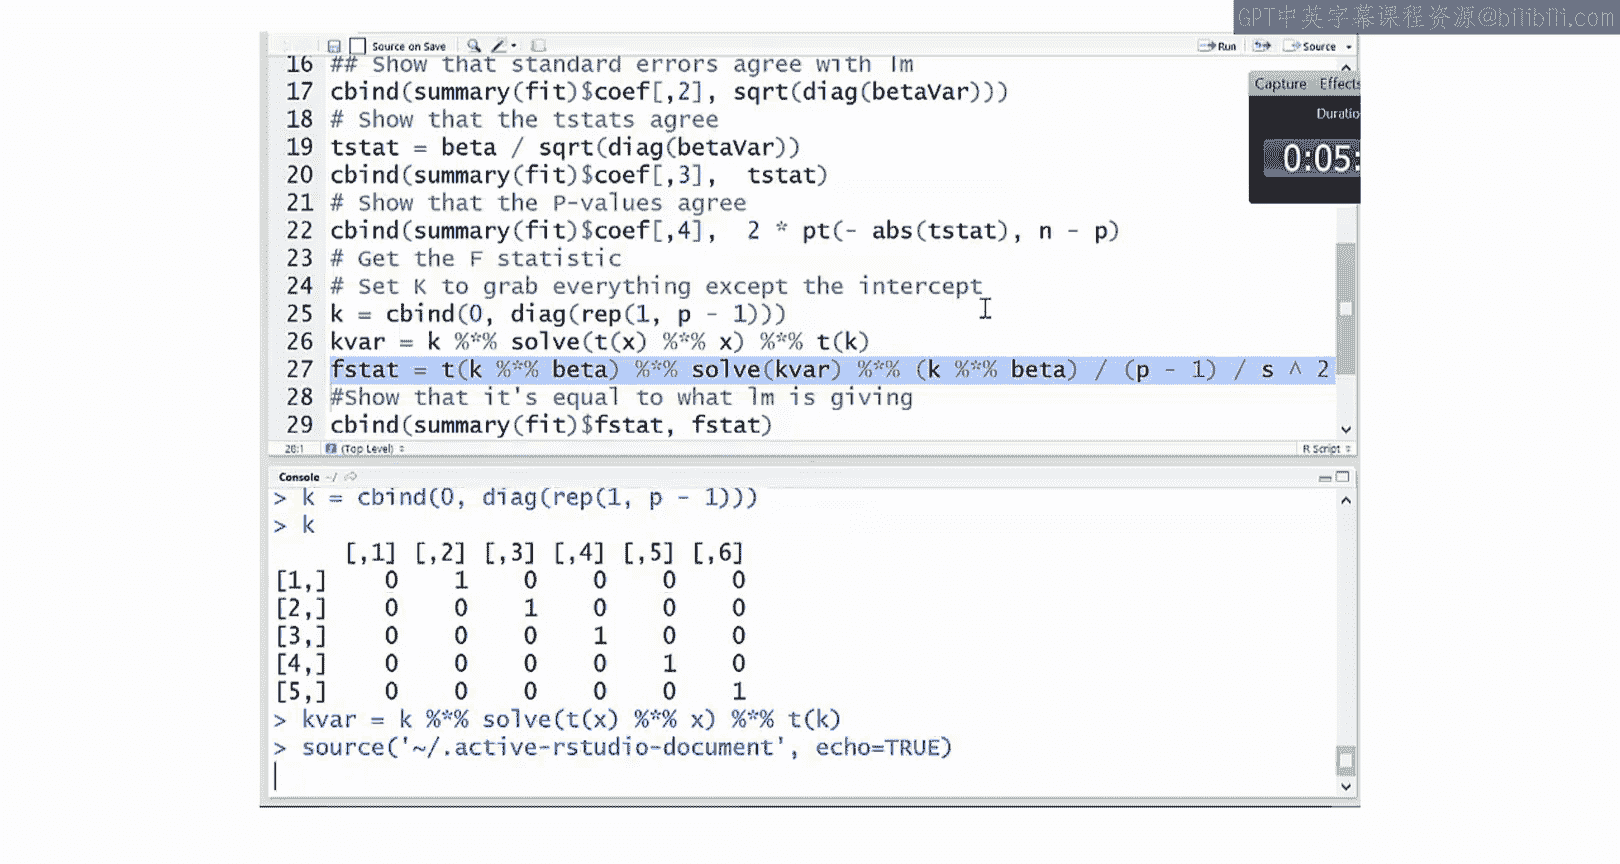 GPT中英字幕课程资源@bilibili.com
Source on Save
Run
Source
16 ## Show that standard errors agree with lm
17 cbind(summary(fit)$coef[,2], sqrt(diag(betaVar)))
18 # Show that the tstats agree
19 tstat = beta / sqrt(diag(betaVar))
20 cbind(summary(fit)$coef[,3], tstat)
21 # Show that the P-values agree
22 cbind(summary(fit)$coef[,4], 2 * pt(- abs(tstat), n - p)
23 # Get the F statistic
24 # Set K to grab everything except the intercept
25 k = cbind(0, diag(rep(1, p - 1)))
26 kvar = k %*% solve(t(x) %*% x) %*% t(k)
27 fstat = t(k %*% beta) %*% solve(kvar) %*% (k %*% beta) / (p - 1) / s ^ 2
28 #Show that it's equal to what lm is giving
29 cbind(summary(fit)$fstat, fstat)
28:1 (Top Level) R Script
Capture Effects
Duratio
0:05:
Console ~/
> k = cbind(0, diag(rep(1, p - 1)))
> k
[,1] [,2] [,3] [,4] [,5] [,6]
[1,] 0 1 0 0 0 0
[2,] 0 0 1 0 0 0
[3,] 0 0 0 1 0 0
[4,] 0 0 0 0 1 0
[5,] 0 0 0 0 0 1
> kvar = k %*% solve(t(x) %*% x) %*% t(k)
> source('~/.active-rstudio-document', echo=TRUE)